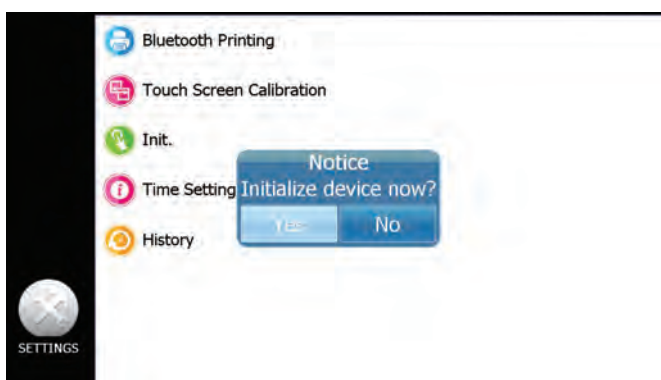 Bluetooth Printing
Touch Screen Calibration
Init.
Notice
Time Setting
Initialize device now?
Yes
No
History
SETTINGS